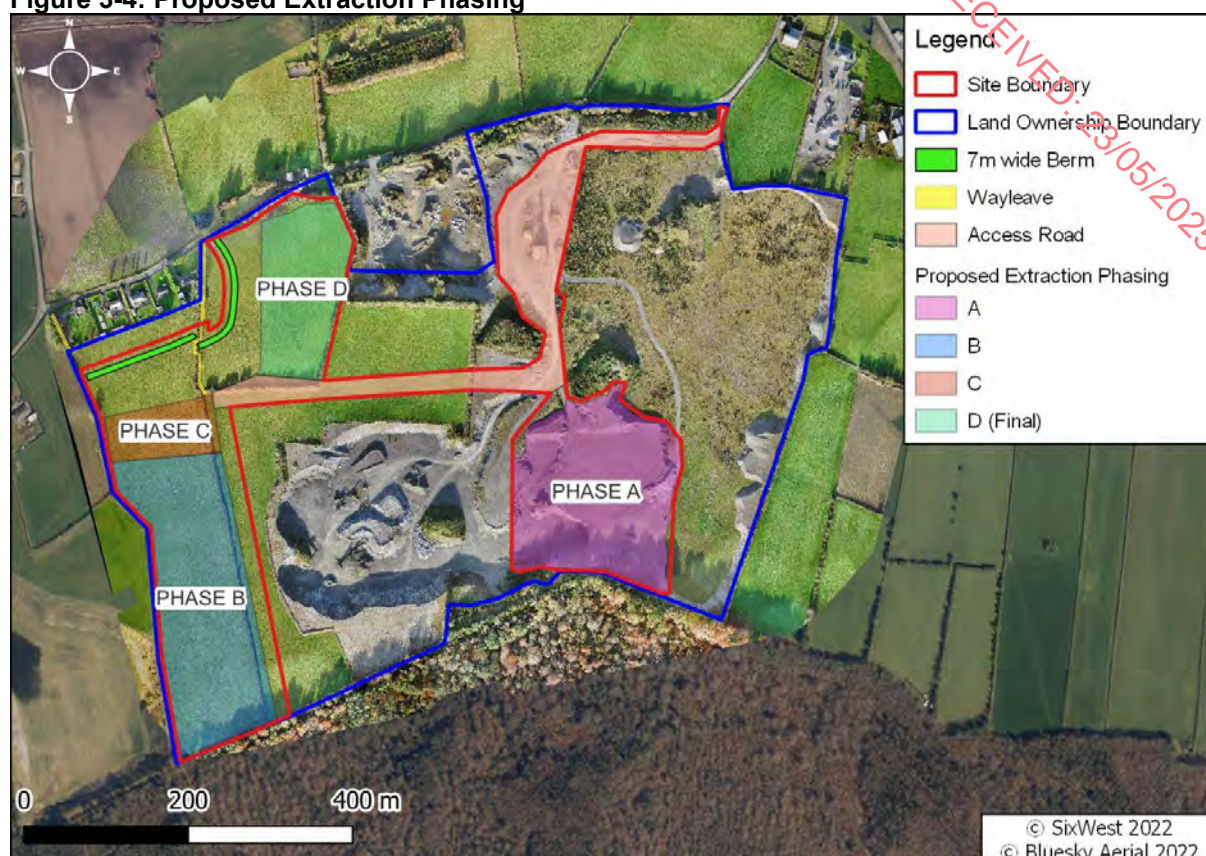 Figure 3-4: Proposed Extraction Phasing
RECEIVED: 23/05/2025
N
W
E
S
Legend
Site Boundary
Land Ownership Boundary
7m wide Berm
Wayleave
Access Road
Proposed Extraction Phasing
A
B
C
D (Final)
PHASE D
PHASE C
PHASE A
PHASE B
0 200 400 m
© SixWest 2022
© Bluesky Aerial 2022